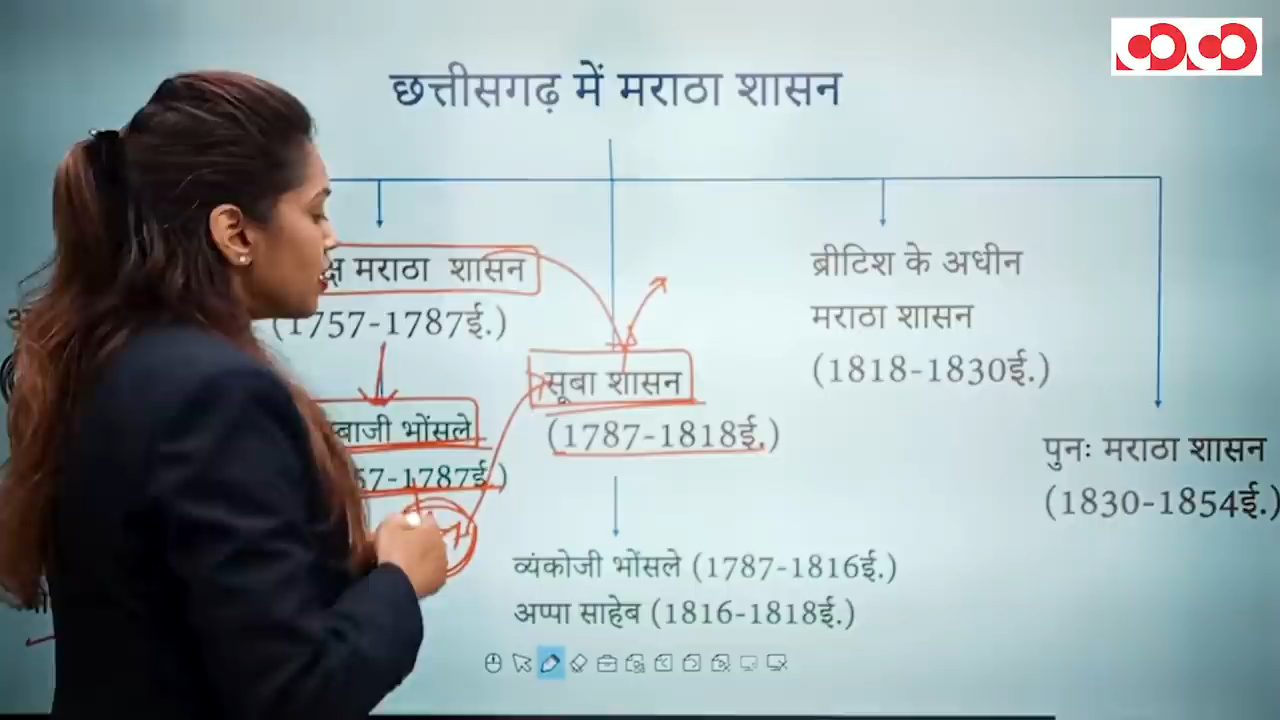 छत्तीसगढ़ में मराठा शासन
मराठा शासन
(1757-1787ई.)
भोंसले
1787ई.)
सूबा शासन
(1787-1818ई.)
व्यंकोजी भोंसले (1787-1816ई.)
अप्पा साहेब (1816-1818ई.)
ब्रीटिश के अधीन
मराठा शासन
(1818-1830ई.)
पुनः मराठा शासन
(1830-1854ई.)